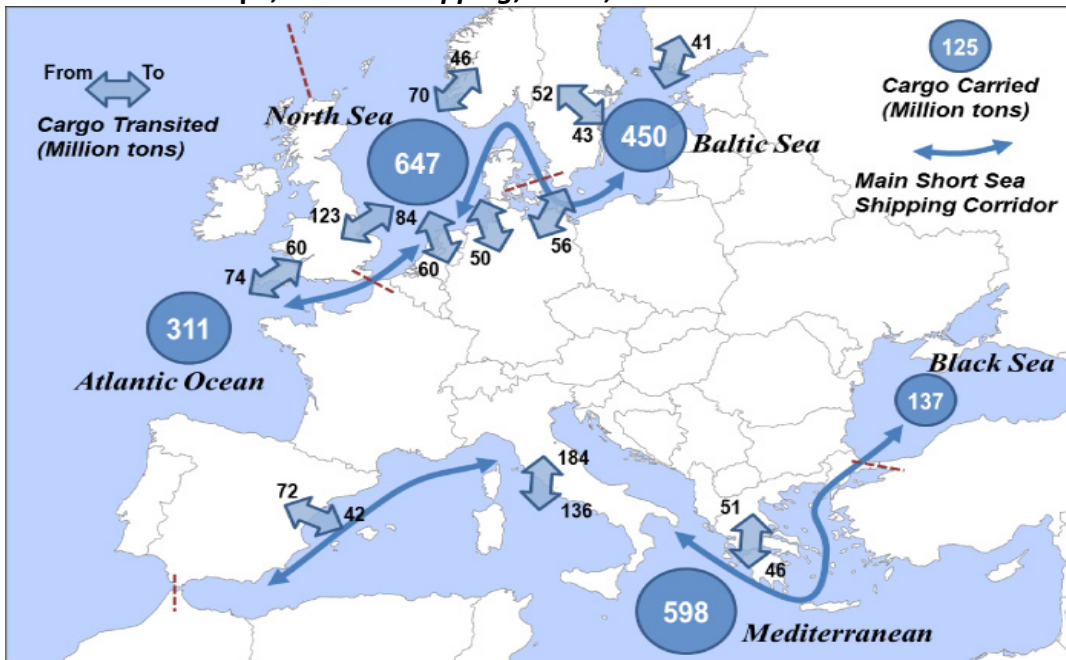 From To
Cargo Transited
(Million tons)
125
Cargo Carried
(Million tons)
Main Short Sea
Shipping Corridor
46
70
41
North Sea
647
52
43
450
Baltic Sea
123
84
60
50
56
60
74
311
Atlantic Ocean
Black Sea
137
184
136
72
42
51
46
598
Mediterranean